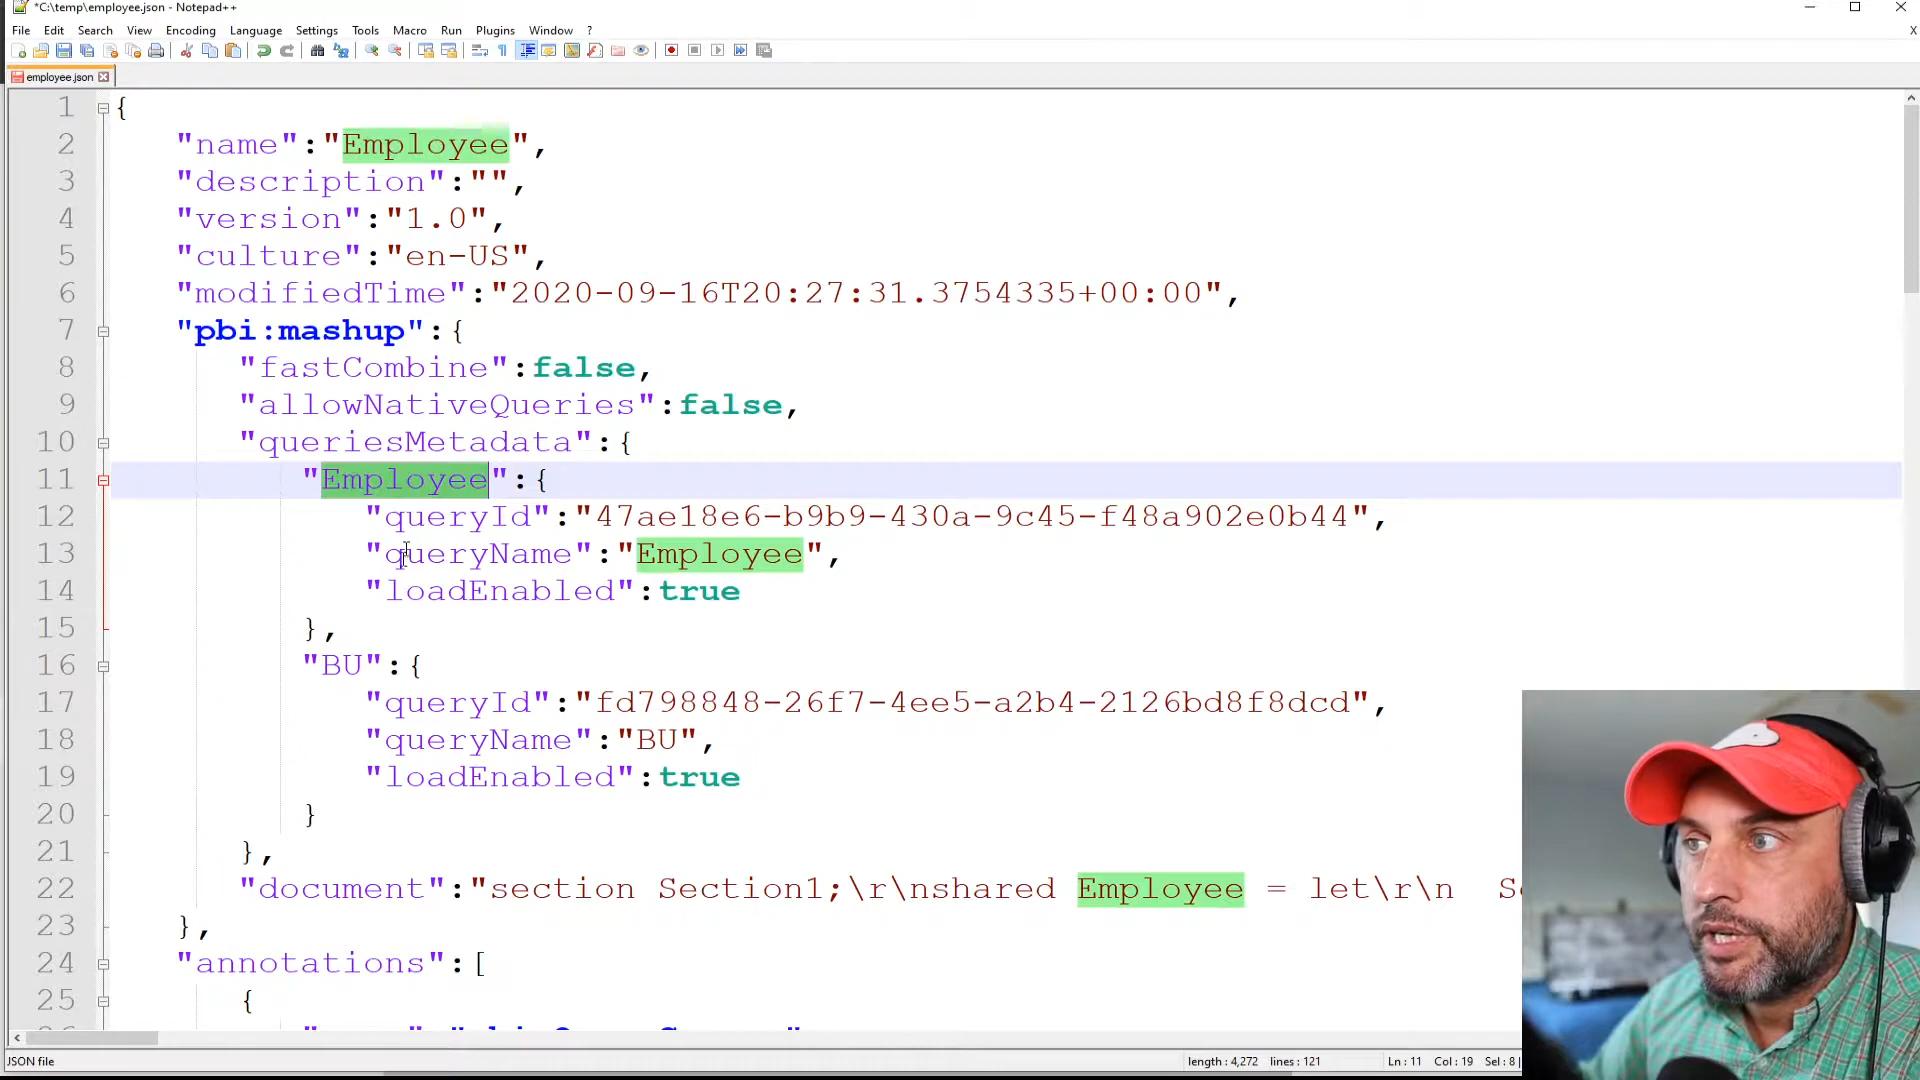 *C:\temp\employee.json - Notepad++
File Edit Search View Encoding Language Settings Tools Macro Run Plugins Window ? X
employee.json
1 {
2 "name":"Employee",
3 "description":"",
4 "version":"1.0",
5 "culture":"en-US",
6 "modifiedTime":"2020-09-16T20:27:31.3754335+00:00",
7 "pbi:mashup":{
8 "fastCombine":false,
9 "allowNativeQueries":false,
10 "queriesMetadata":{
11 "Employee":{
12 "queryId":"47ae18e6-b9b9-430a-9c45-f48a902e0b44",
13 "queryName":"Employee",
14 "loadEnabled":true
15 },
16 "BU":{
17 "queryId":"fd798848-26f7-4ee5-a2b4-2126bd8f8dcd",
18 "queryName":"BU",
19 "loadEnabled":true
20 }
21 },
22 "document":"section Section1;\r\nshared Employee = let\r\n
23 },
24 "annotations":[
25 {
JSON file length : 4,272 lines : 121 Ln : 11 Col : 19 Sel : 8 |